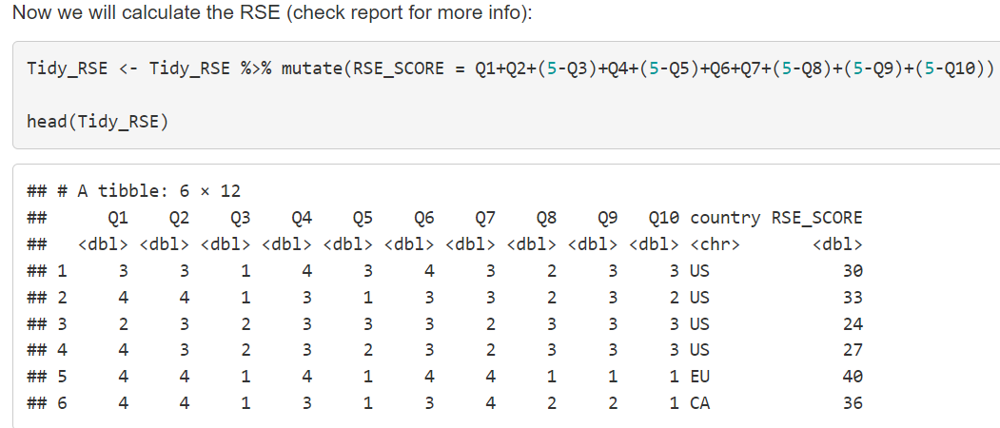 Now we will calculate the RSE (check report for more info):
Tidy_RSE <- Tidy_RSE %>% mutate(RSE_SCORE = Q1+Q2+(5-Q3)+Q4+(5-Q5)+Q6+Q7+(5-Q8)+(5-Q9)+(5-Q10))
head(Tidy_RSE)
## # A tibble: 6 × 12
##      Q1    Q2    Q3    Q4    Q5    Q6    Q7    Q8    Q9   Q10 country RSE_SCORE
##   <dbl> <dbl> <dbl> <dbl> <dbl> <dbl> <dbl> <dbl> <dbl> <dbl> <chr>       <dbl>
## 1     3     3     1     4     3     4     3     2     3     3 US             30
## 2     4     4     1     3     1     3     3     2     3     2 US             33
## 3     2     3     2     3     3     3     2     3     3     3 US             24
## 4     4     3     2     3     2     3     2     3     3     3 US             27
## 5     4     4     1     4     1     4     4     1     1     1 EU             40
## 6     4     4     1     3     1     3     4     2     2     1 CA             36